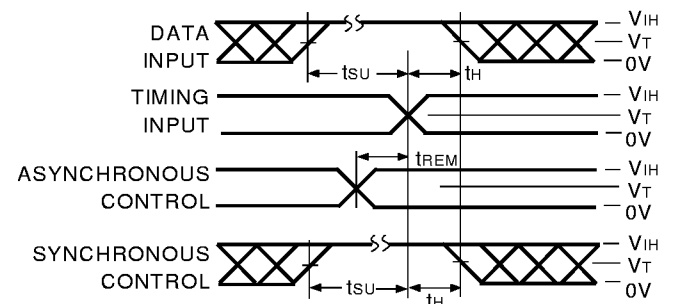 DATA
INPUT
tSU
tH
VIH
VT
0V
TIMING
INPUT
VIH
VT
0V
tREM
ASYNCHRONOUS
CONTROL
VIH
VT
0V
SYNCHRONOUS
CONTROL
tSU
tH
VIH
VT
0V